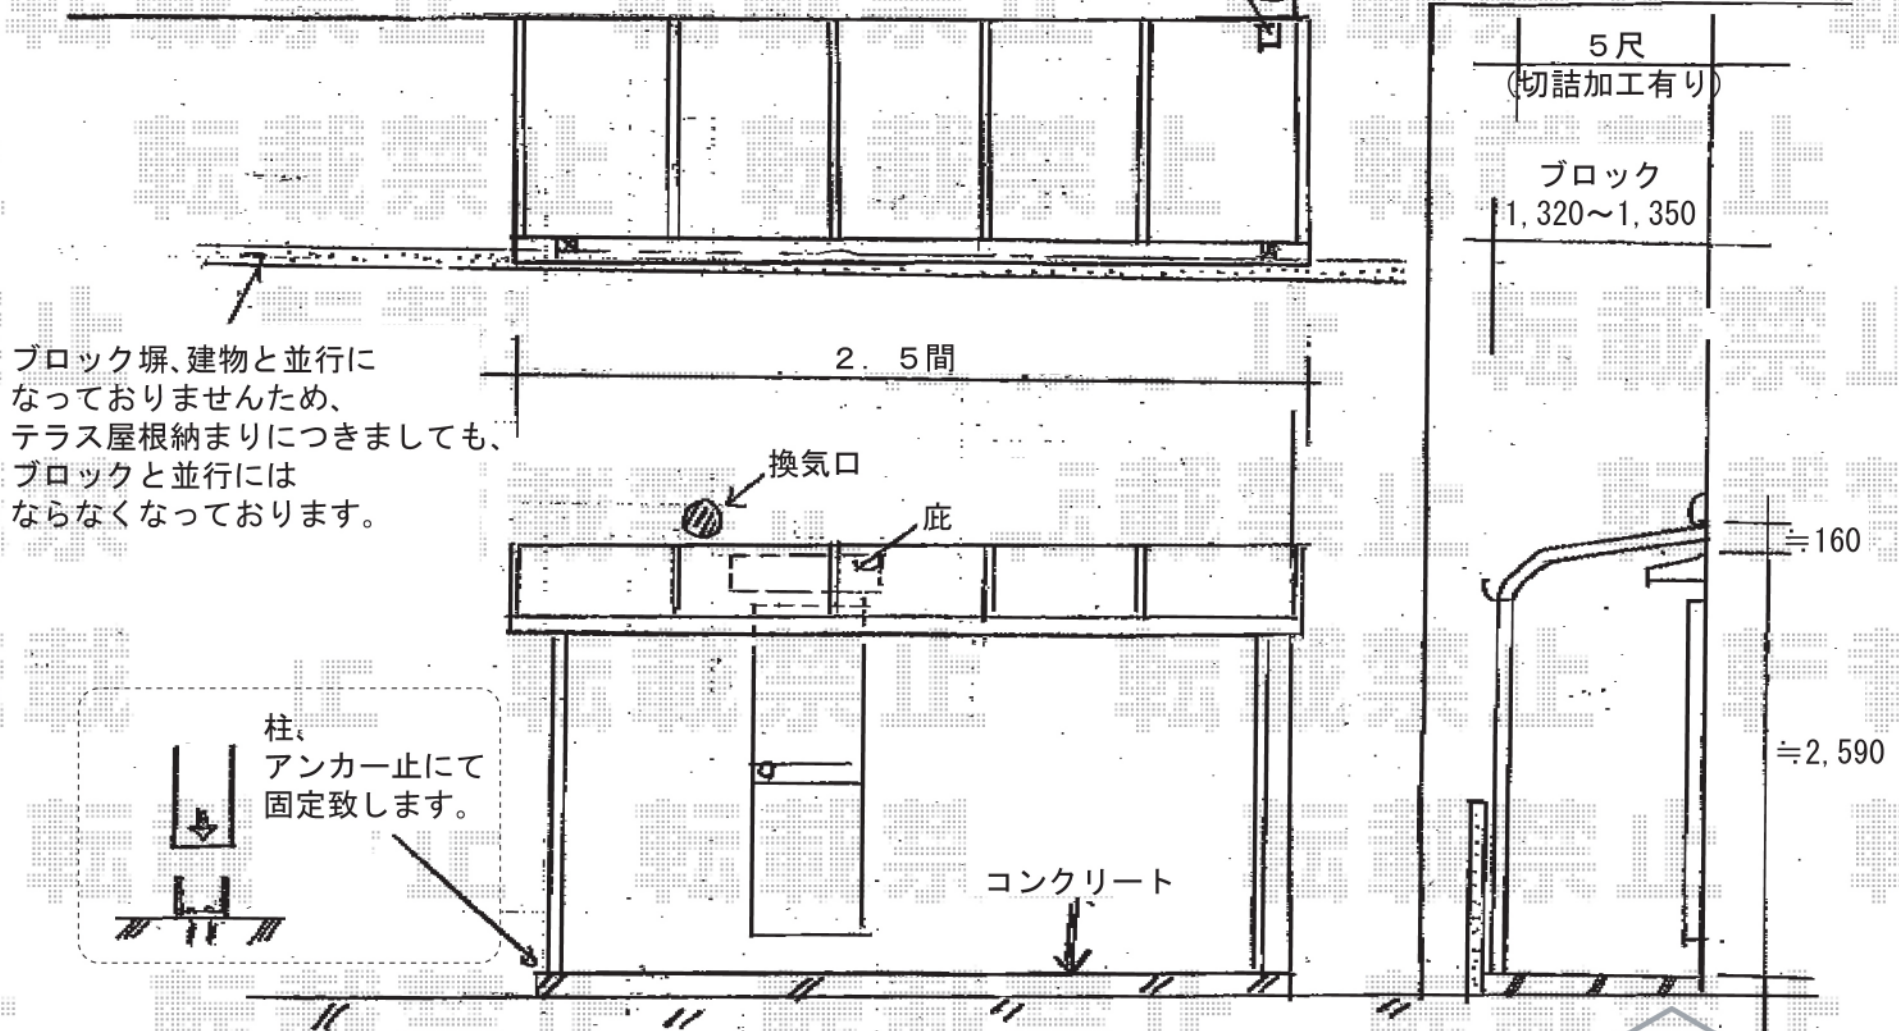 5尺
(切詰加工有り)
ブロック
1,320～1,350
ブロック塀、建物と並行に
なっておりませんため、
テラス屋根納まりにつきましても、
ブロックと並行には
ならなくなっております。
2．5間
換気口
庇
≒160
≒2,590
柱、
アンカー止にて
固定致します。
コンクリート
転載禁止